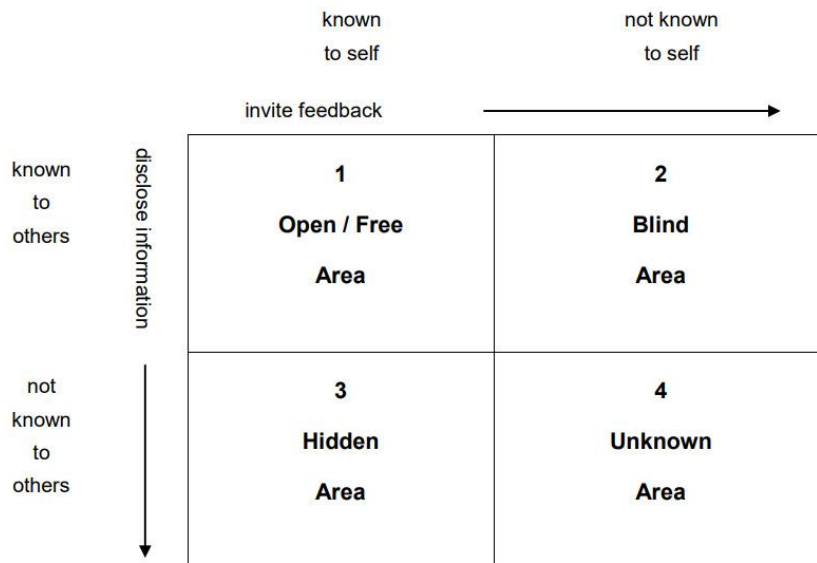 known
to self
not known
to self
invite feedback
known
to
others
disclose information
1
Open / Free
Area
2
Blind
Area
not
known
to
others
3
Hidden
Area
4
Unknown
Area